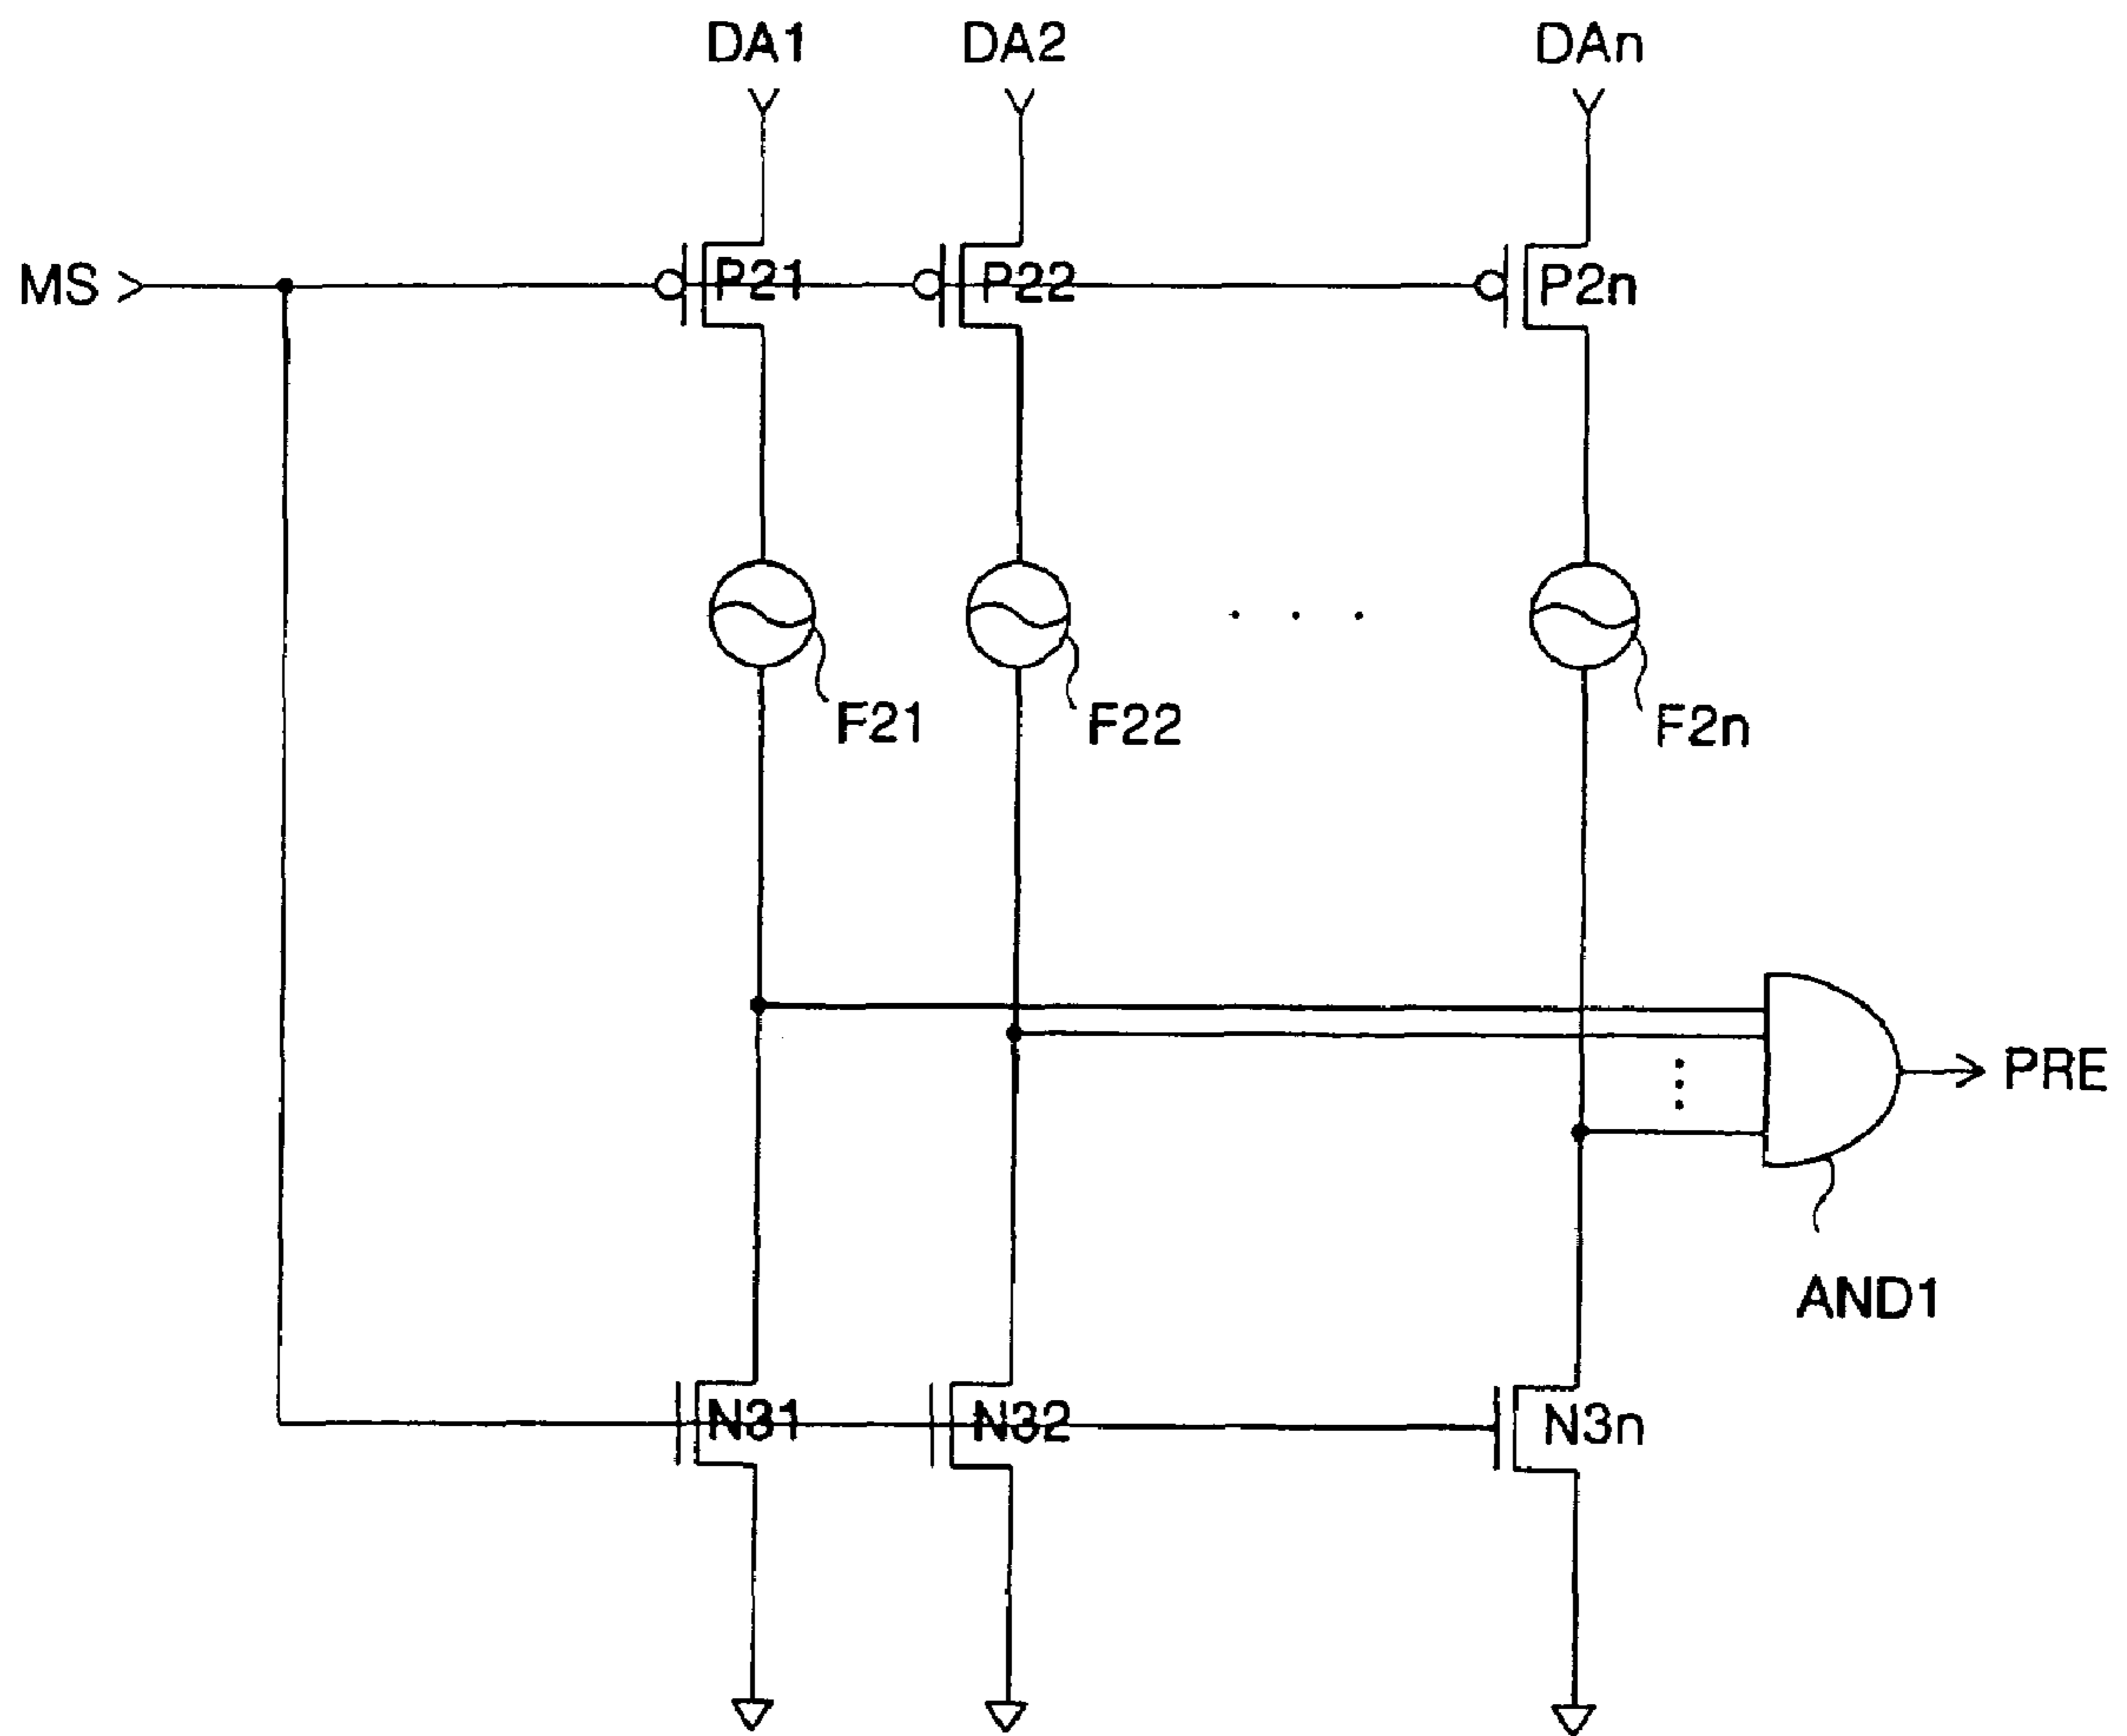 DA1 DA2 DAn
MS P21 P22 P2n
F21 F22 F2n
PRE
AND1
N31 N32 N3n